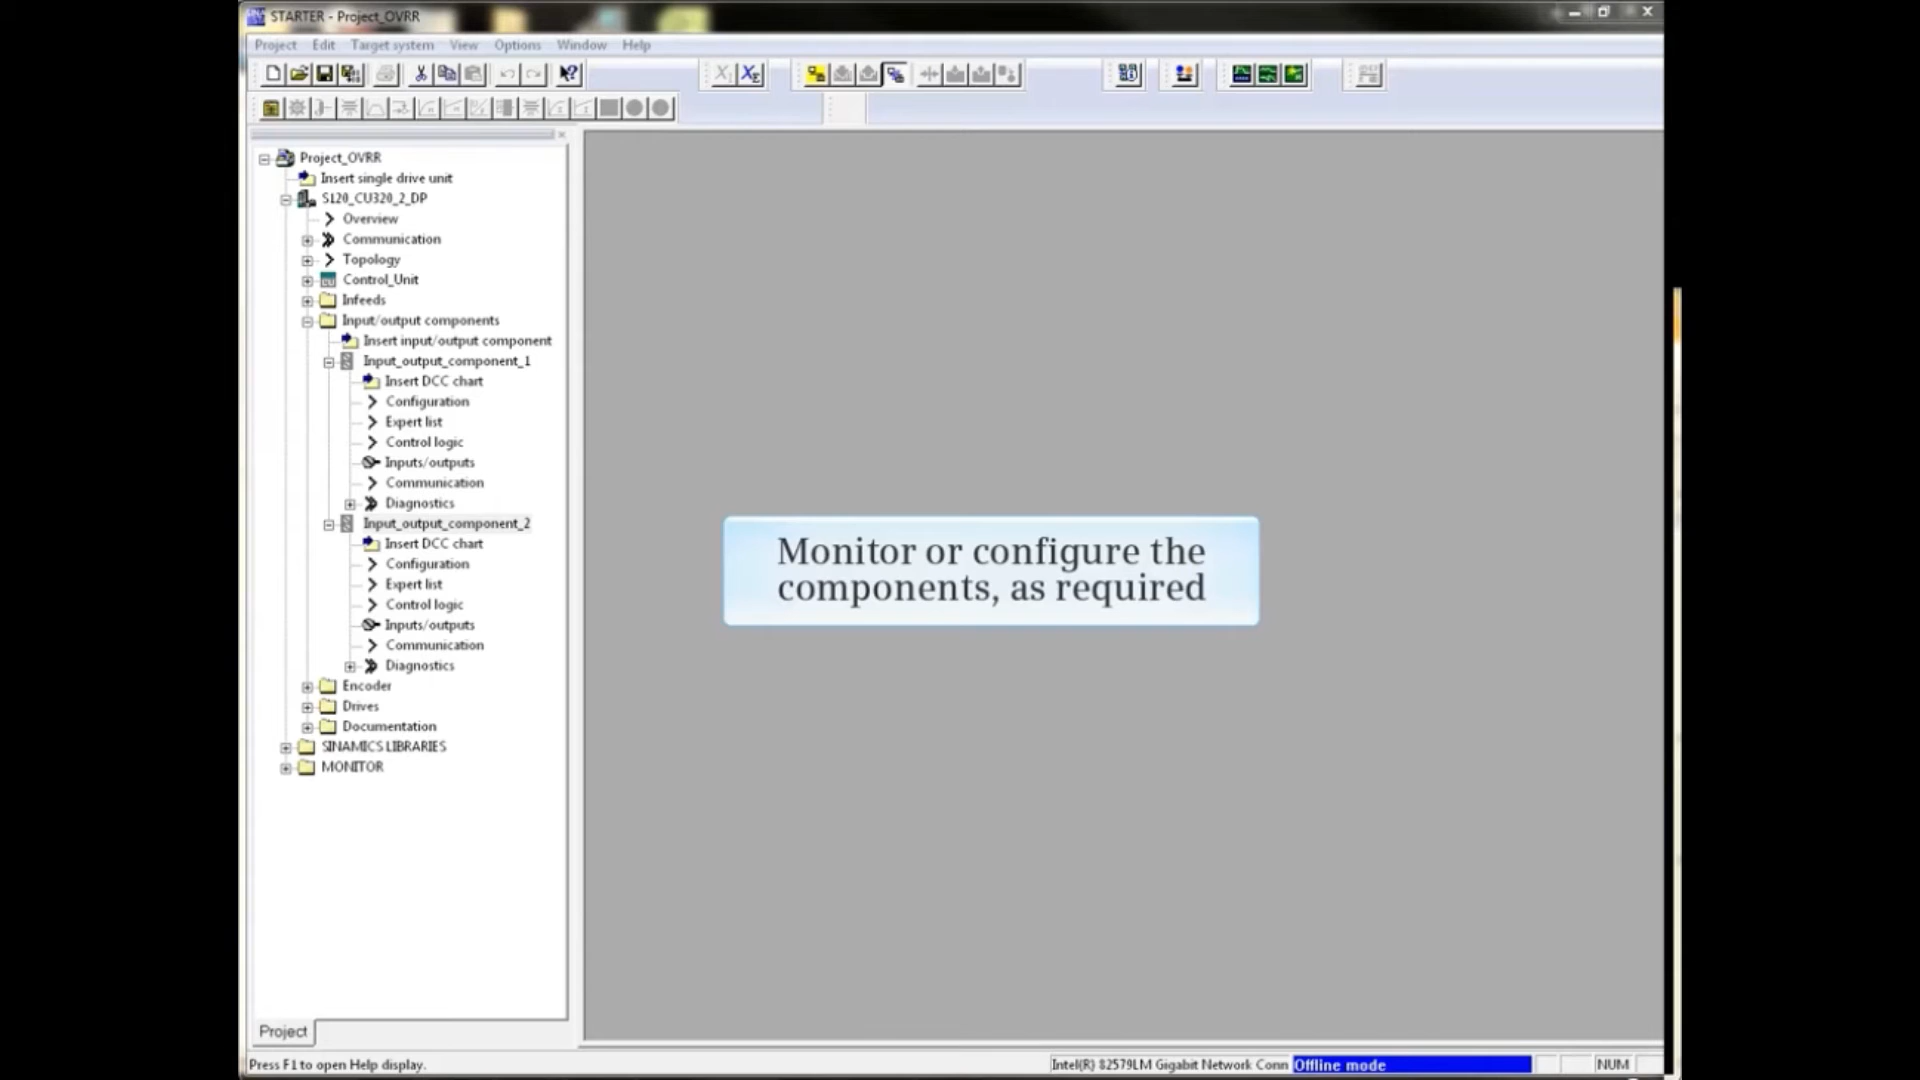 STARTER - Project_OVRR
Project Edit Target system View Options Window Help
Project_OVRR
Insert single drive unit
S120_CU320_2_DP
Overview
Communication
Topology
Control_Unit
Infeeds
Input/output components
Insert input/output component
Input_output_component_1
Insert DCC chart
Configuration
Expert list
Control logic
Inputs/outputs
Communication
Diagnostics
Input_output_component_2
Insert DCC chart
Configuration
Expert list
Control logic
Inputs/outputs
Communication
Diagnostics
Encoder
Drives
Documentation
SINAMICS LIBRARIES
MONITOR
Monitor or configure the
components, as required
Project
Press F1 to open Help display.
Intel(R) 82579LM Gigabit Network Conn
Offline mode
NUM